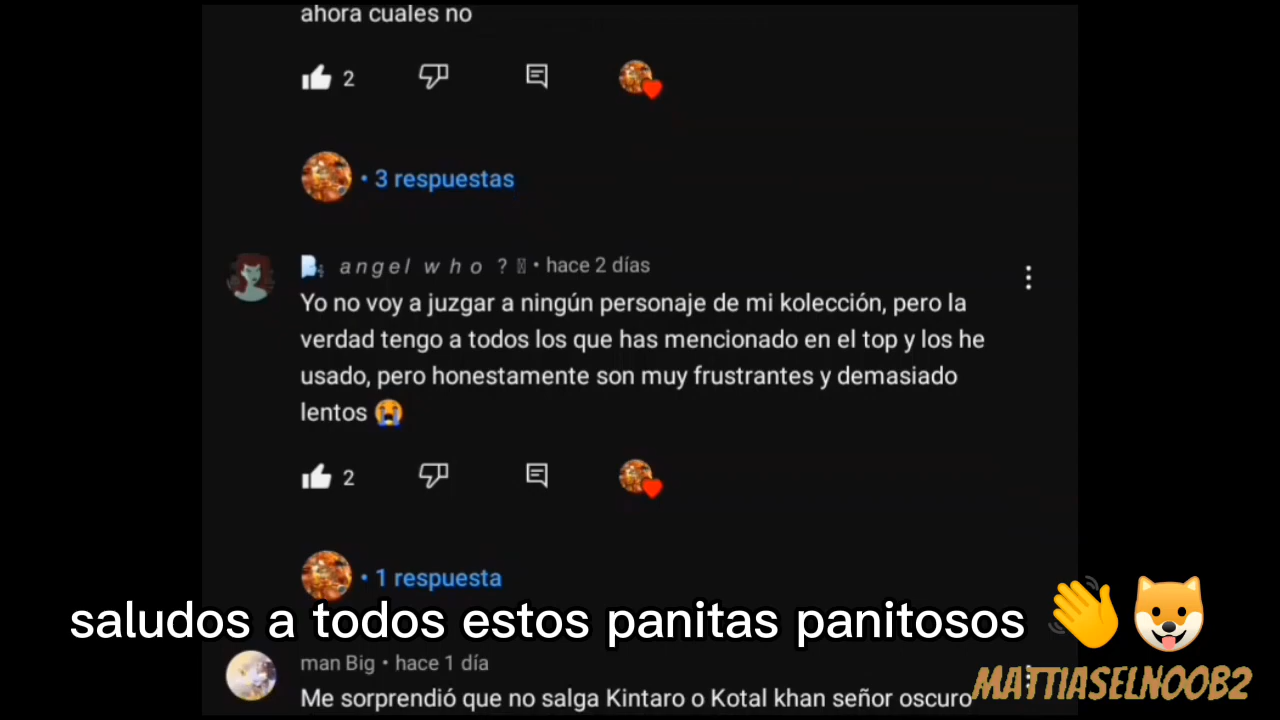 ahora cuales no
2
• 3 respuestas
a n g e l w h o ? • hace 2 días
Yo no voy a juzgar a ningún personaje de mi kolección, pero la
verdad tengo a todos los que has mencionado en el top y los he
usado, pero honestamente son muy frustrantes y demasiado
lentos 😭
2
• 1 respuesta
saludos a todos estos panitas panitosos 👋🐶
man Big • hace 1 día
Me sorprendió que no salga Kintaro o Kotal khan señor oscuro
MATTIASELNOOB2